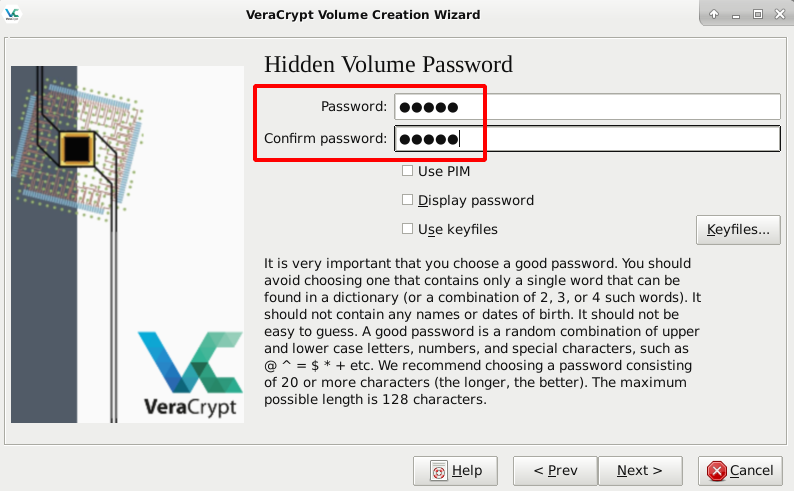 VeraCrypt Volume Creation Wizard
Hidden Volume Password
Password: ●●●●●
Confirm password: ●●●●●
Use PIM
Display password
Use keyfiles
Keyfiles...
It is very important that you choose a good password. You should
avoid choosing one that contains only a single word that can be
found in a dictionary (or a combination of 2, 3, or 4 such words). It
should not contain any names or dates of birth. It should not be
easy to guess. A good password is a random combination of upper
and lower case letters, numbers, and special characters, such as
@ ^ = $ * + etc. We recommend choosing a password consisting
of 20 or more characters (the longer, the better). The maximum
possible length is 128 characters.
VeraCrypt
Help
< Prev
Next >
Cancel